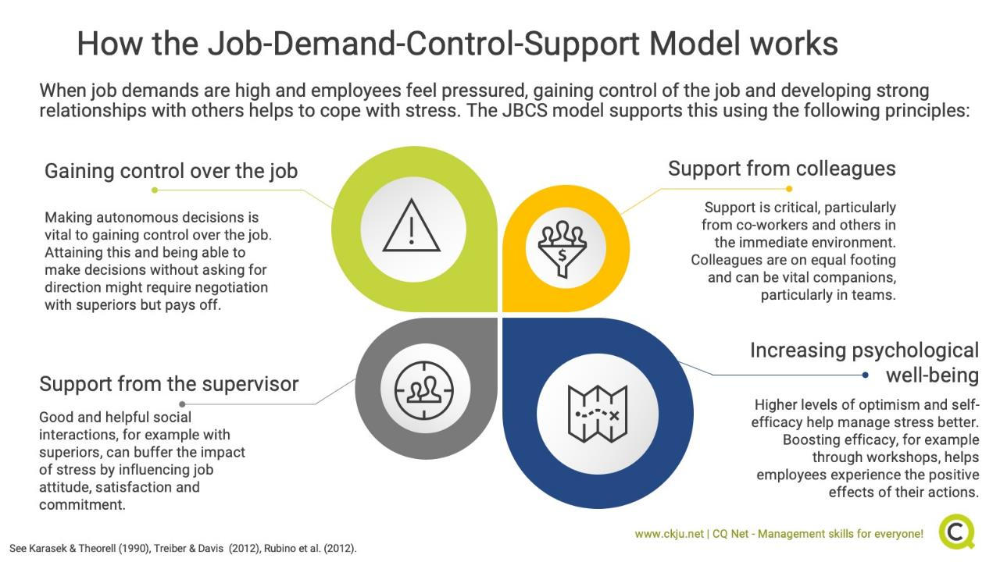 How the Job-Demand-Control-Support Model works
When job demands are high and employees feel pressured, gaining control of the job and developing strong
relationships with others helps to cope with stress. The JBCS model supports this using the following principles:
Gaining control over the job
Making autonomous decisions is
vital to gaining control over the job.
Attaining this and being able to
make decisions without asking for
direction might require negotiation
with superiors but pays off.
Support from colleagues
Support is critical, particularly
from co-workers and others in
the immediate environment.
Colleagues are on equal footing
and can be vital companions,
particularly in teams.
$
Support from the supervisor
Good and helpful social
interactions, for example with
superiors, can buffer the impact
of stress by influencing job
attitude, satisfaction and
commitment.
Increasing psychological
well-being
Higher levels of optimism and self-
efficacy help manage stress better.
Boosting efficacy, for example
through workshops, helps
employees experience the positive
effects of their actions.
www.ckju.net | CQ Net - Management skills for everyone!
CQ
See Karasek & Theorell (1990), Treiber & Davis  (2012), Rubino et al. (2012).